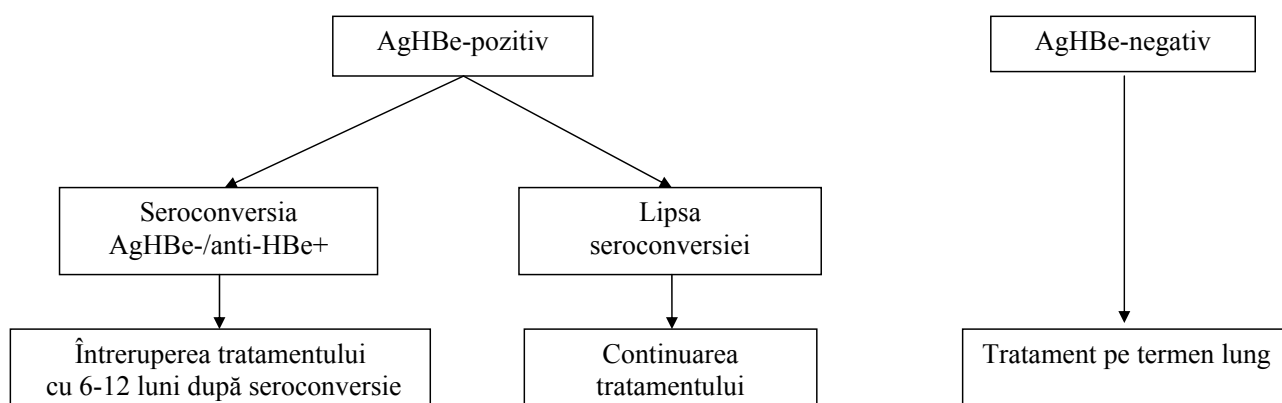 AgHBe-pozitiv
AgHBe-negativ
Seroconversia
AgHBe-/anti-HBe+
Lipsa
seroconversiei
Întreruperea tratamentului
cu 6-12 luni după seroconversie
Continuarea
tratamentului
Tratament pe termen lung